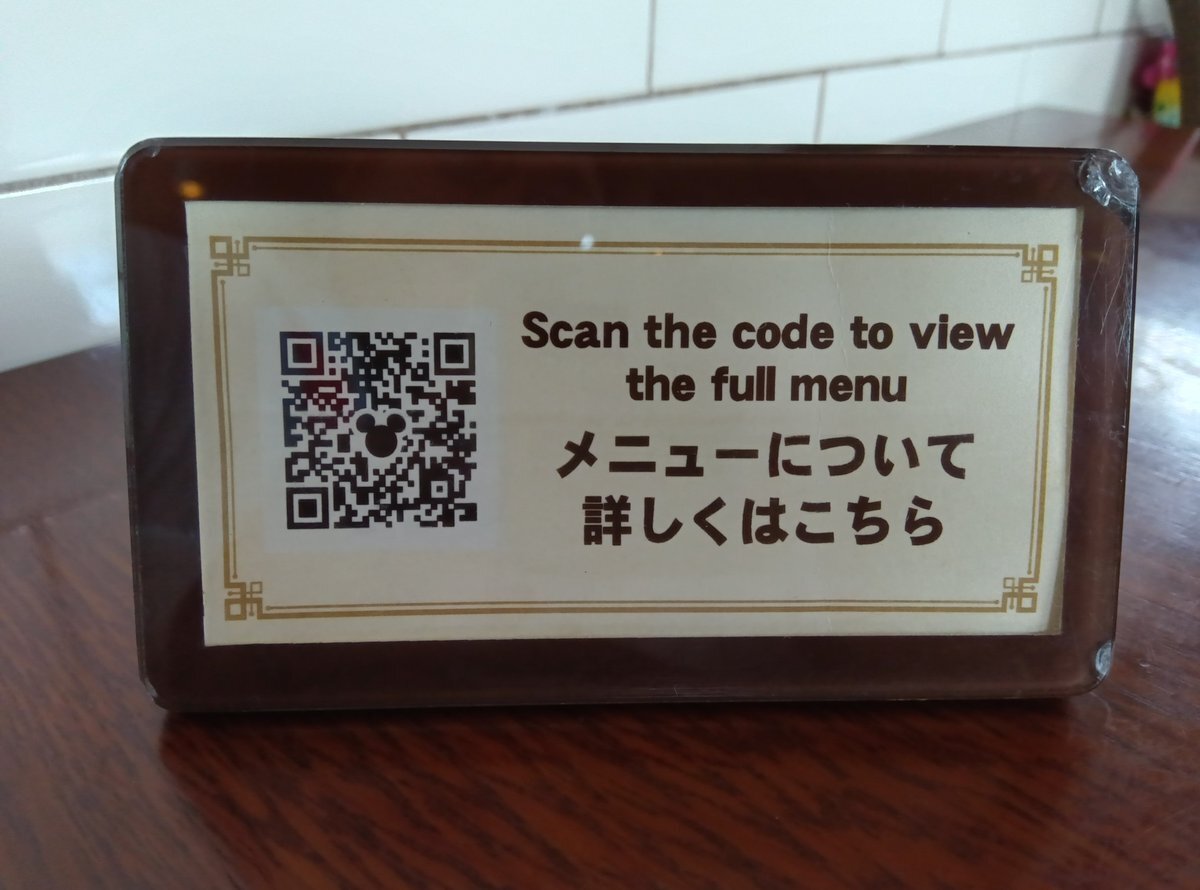 Scan the code to view
the full menu
メニューについて
詳しくはこちら